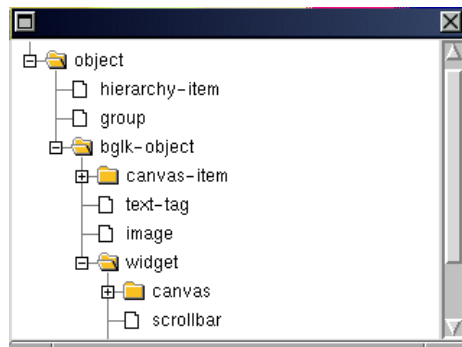 object
hierarchy-item
group
bglk-object
canvas-item
text-tag
image
widget
canvas
scrollbar